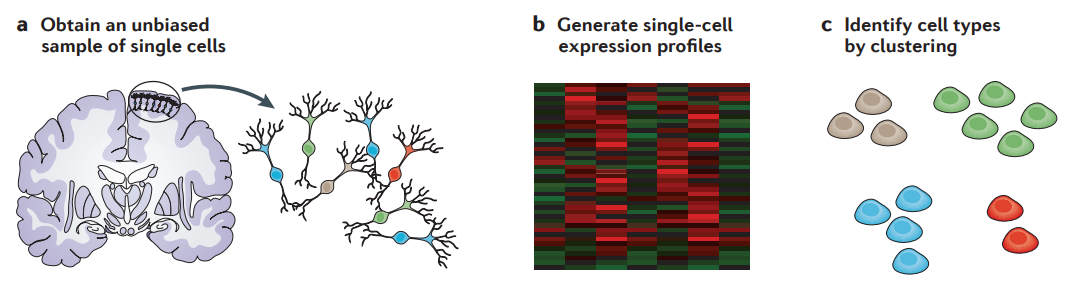 a Obtain an unbiased
sample of single cells
b Generate single-cell
expression profiles
c Identify cell types
by clustering